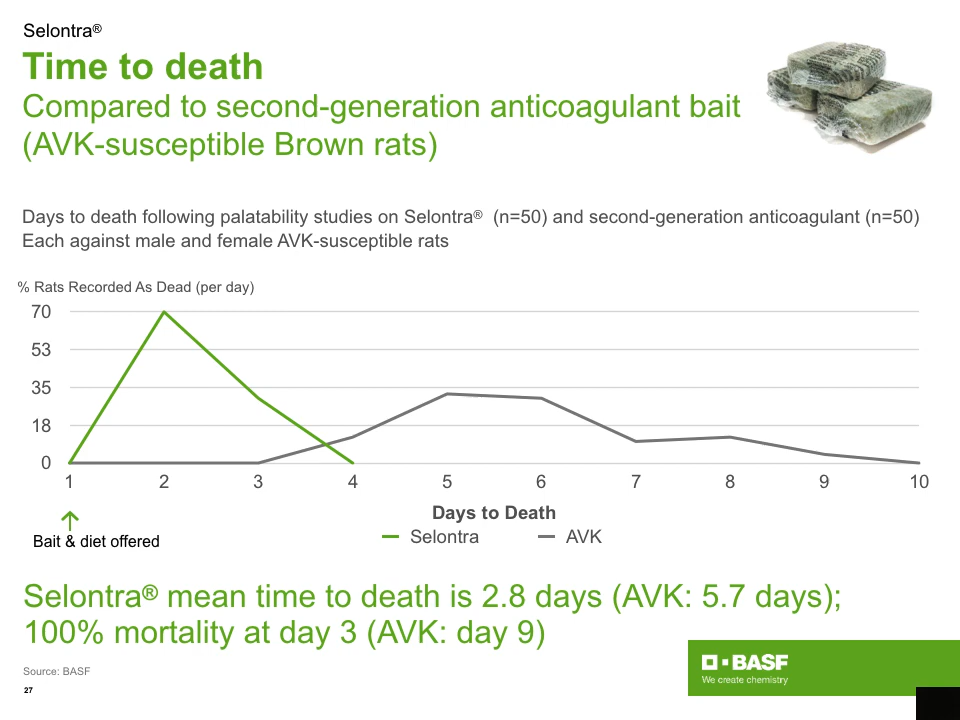 Selontra®
Time to death
Compared to second-generation anticoagulant bait
(AVK-susceptible Brown rats)
Days to death following palatability studies on Selontra® (n=50) and second-generation anticoagulant (n=50)
Each against male and female AVK-susceptible rats
% Rats Recorded As Dead (per day)
70
53
35
18
0
1 2 3 4 5 6 7 8 9 10
Days to Death
Bait & diet offered
Selontra AVK
Selontra® mean time to death is 2.8 days (AVK: 5.7 days);
100% mortality at day 3 (AVK: day 9)
Source: BASF
27
BASF
We create chemistry